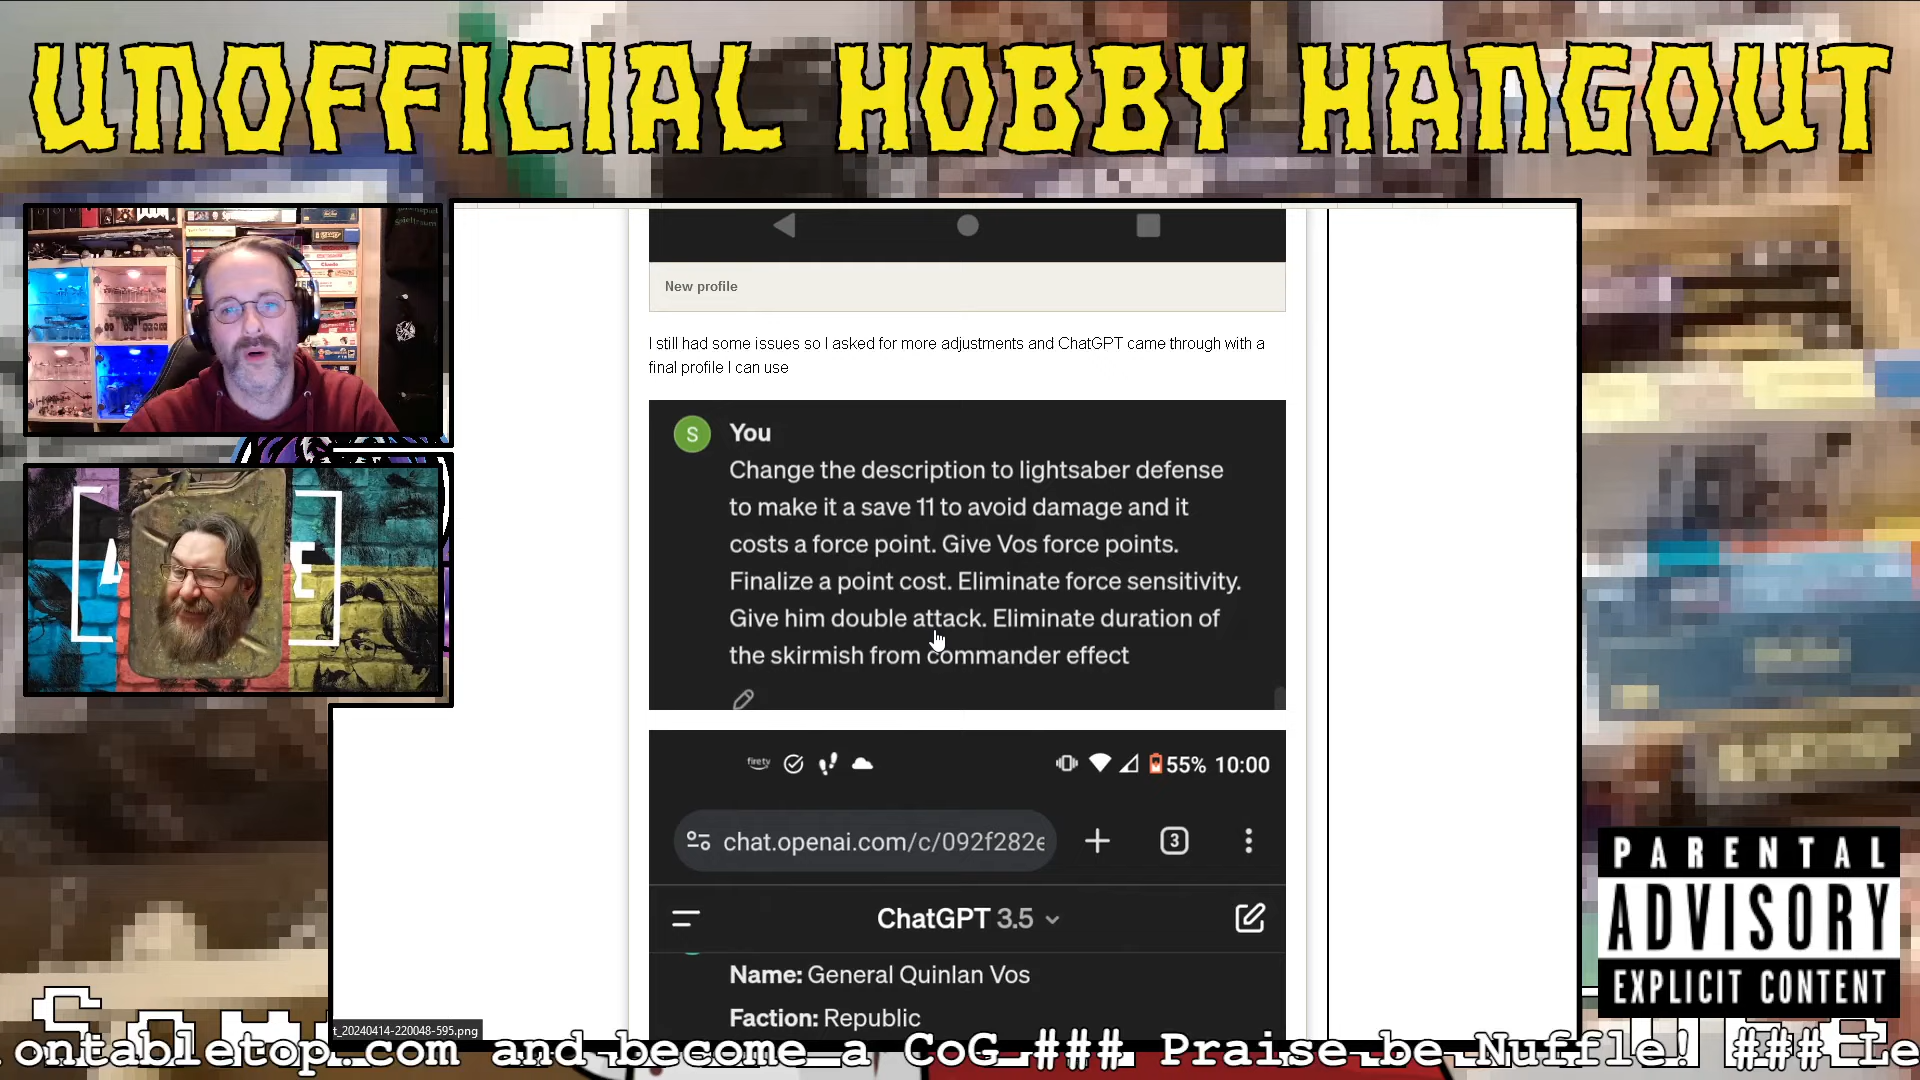 UNOFFICIAL HOBBY HANGOUT
New profile
I still had some issues so I asked for more adjustments and ChatGPT came through with a
final profile I can use
S
You
Change the description to lightsaber defense
to make it a save 11 to avoid damage and it
costs a force point. Give Vos force points.
Finalize a point cost. Eliminate force sensitivity.
Give him double attack. Eliminate duration of
the skirmish from commander effect
firetv
55% 10:00
chat.openai.com/c/092f282e
3
ChatGPT 3.5
Name: General Quinlan Vos
Faction: Republic
PARENTAL
ADVISORY
EXPLICIT CONTENT
t_20240414-220048-595.png
ontabletop.com and become a CoG ### Praise be Nuffle! ### Le